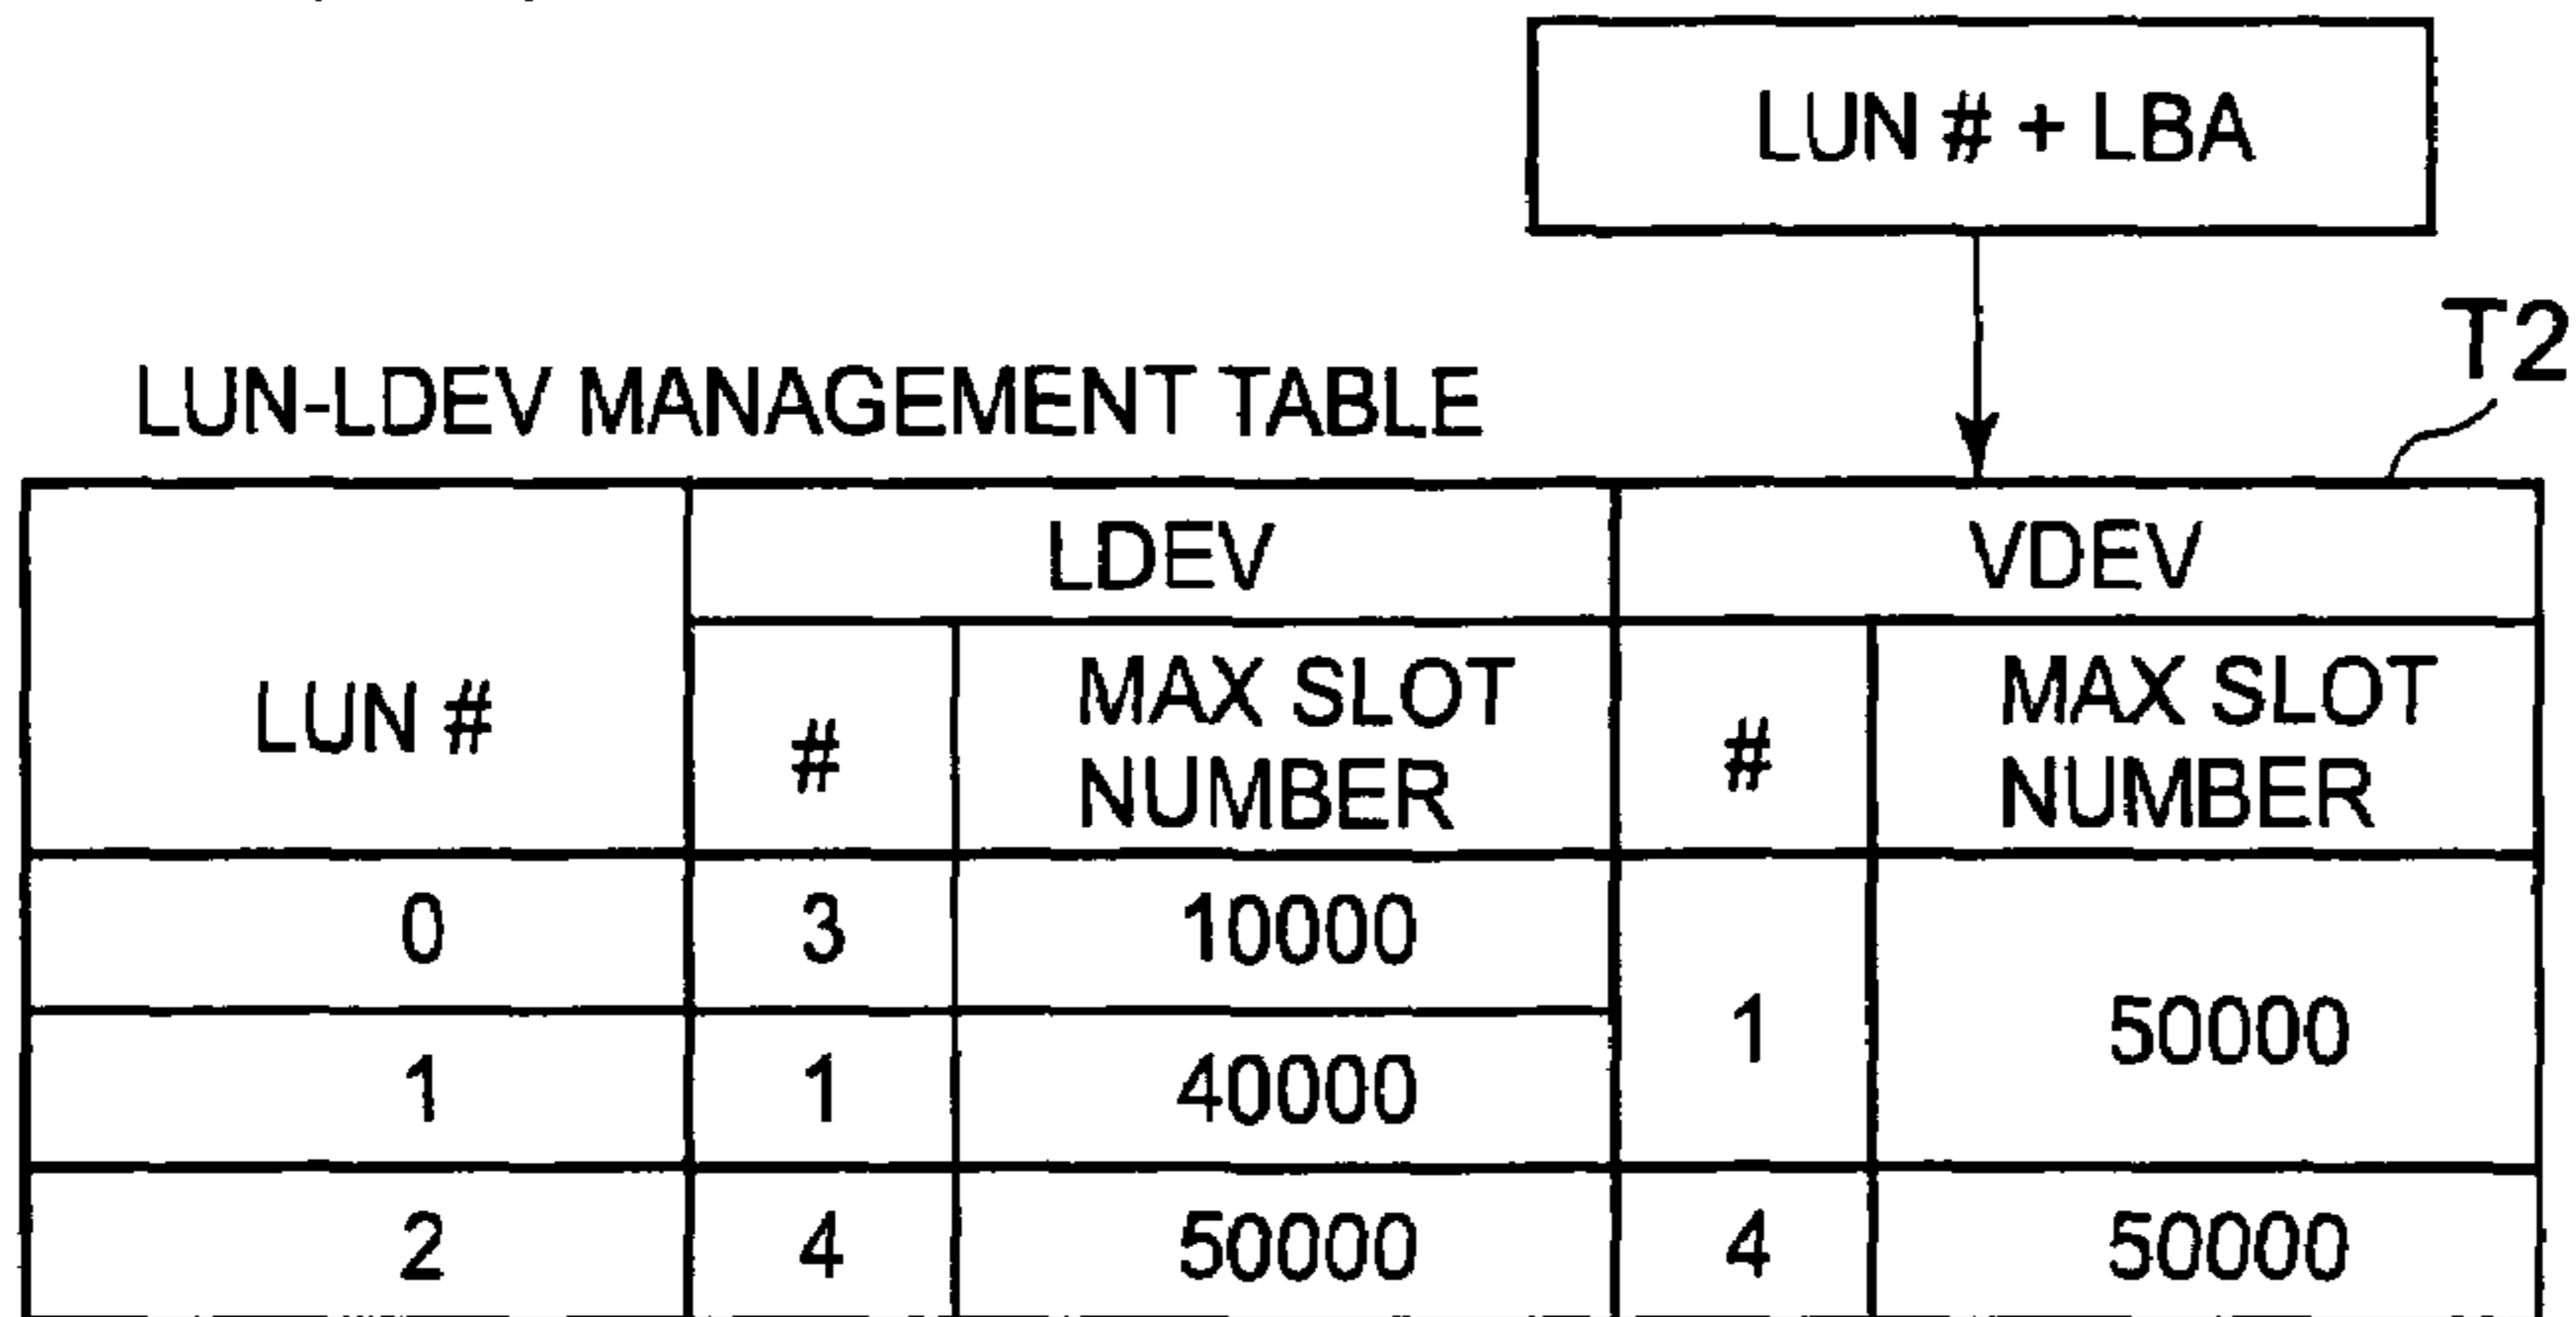 LUN # + LBA
T2
LUN-LDEV MANAGEMENT TABLE
LUN #
LDEV
VDEV
#
MAX SLOT
NUMBER
#
MAX SLOT
NUMBER
0
3
10000
1
50000
1
1
40000
2
4
50000
4
50000